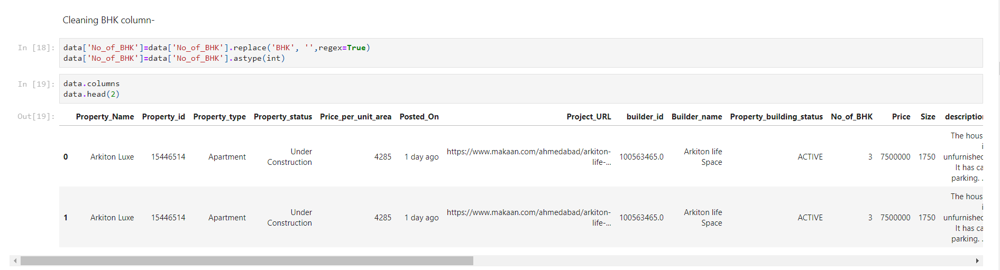 Cleaning BHK column-
In [18]:
data['No_of_BHK']=data['No_of_BHK'].replace('BHK', '',regex=True)
data['No_of_BHK']=data['No_of_BHK'].astype(int)
In [19]:
data.columns
data.head(2)
Out[19]:
Property_Name Property_id Property_type Property_status Price_per_unit_area Posted_On Project_URL builder_id Builder_name Property_building_status No_of_BHK Price Size description
0 Arkiton Luxe 15446514 Apartment Under Construction 4285 1 day ago https://www.makaan.com/ahmedabad/arkiton-life-... 100563465.0 Arkiton life Space ACTIVE 3 7500000 1750 The hous i unfurnished It has ca parking. .
1 Arkiton Luxe 15446514 Apartment Under Construction 4285 1 day ago https://www.makaan.com/ahmedabad/arkiton-life-... 100563465.0 Arkiton life Space ACTIVE 3 7500000 1750 The hous i unfurnished It has ca parking. .